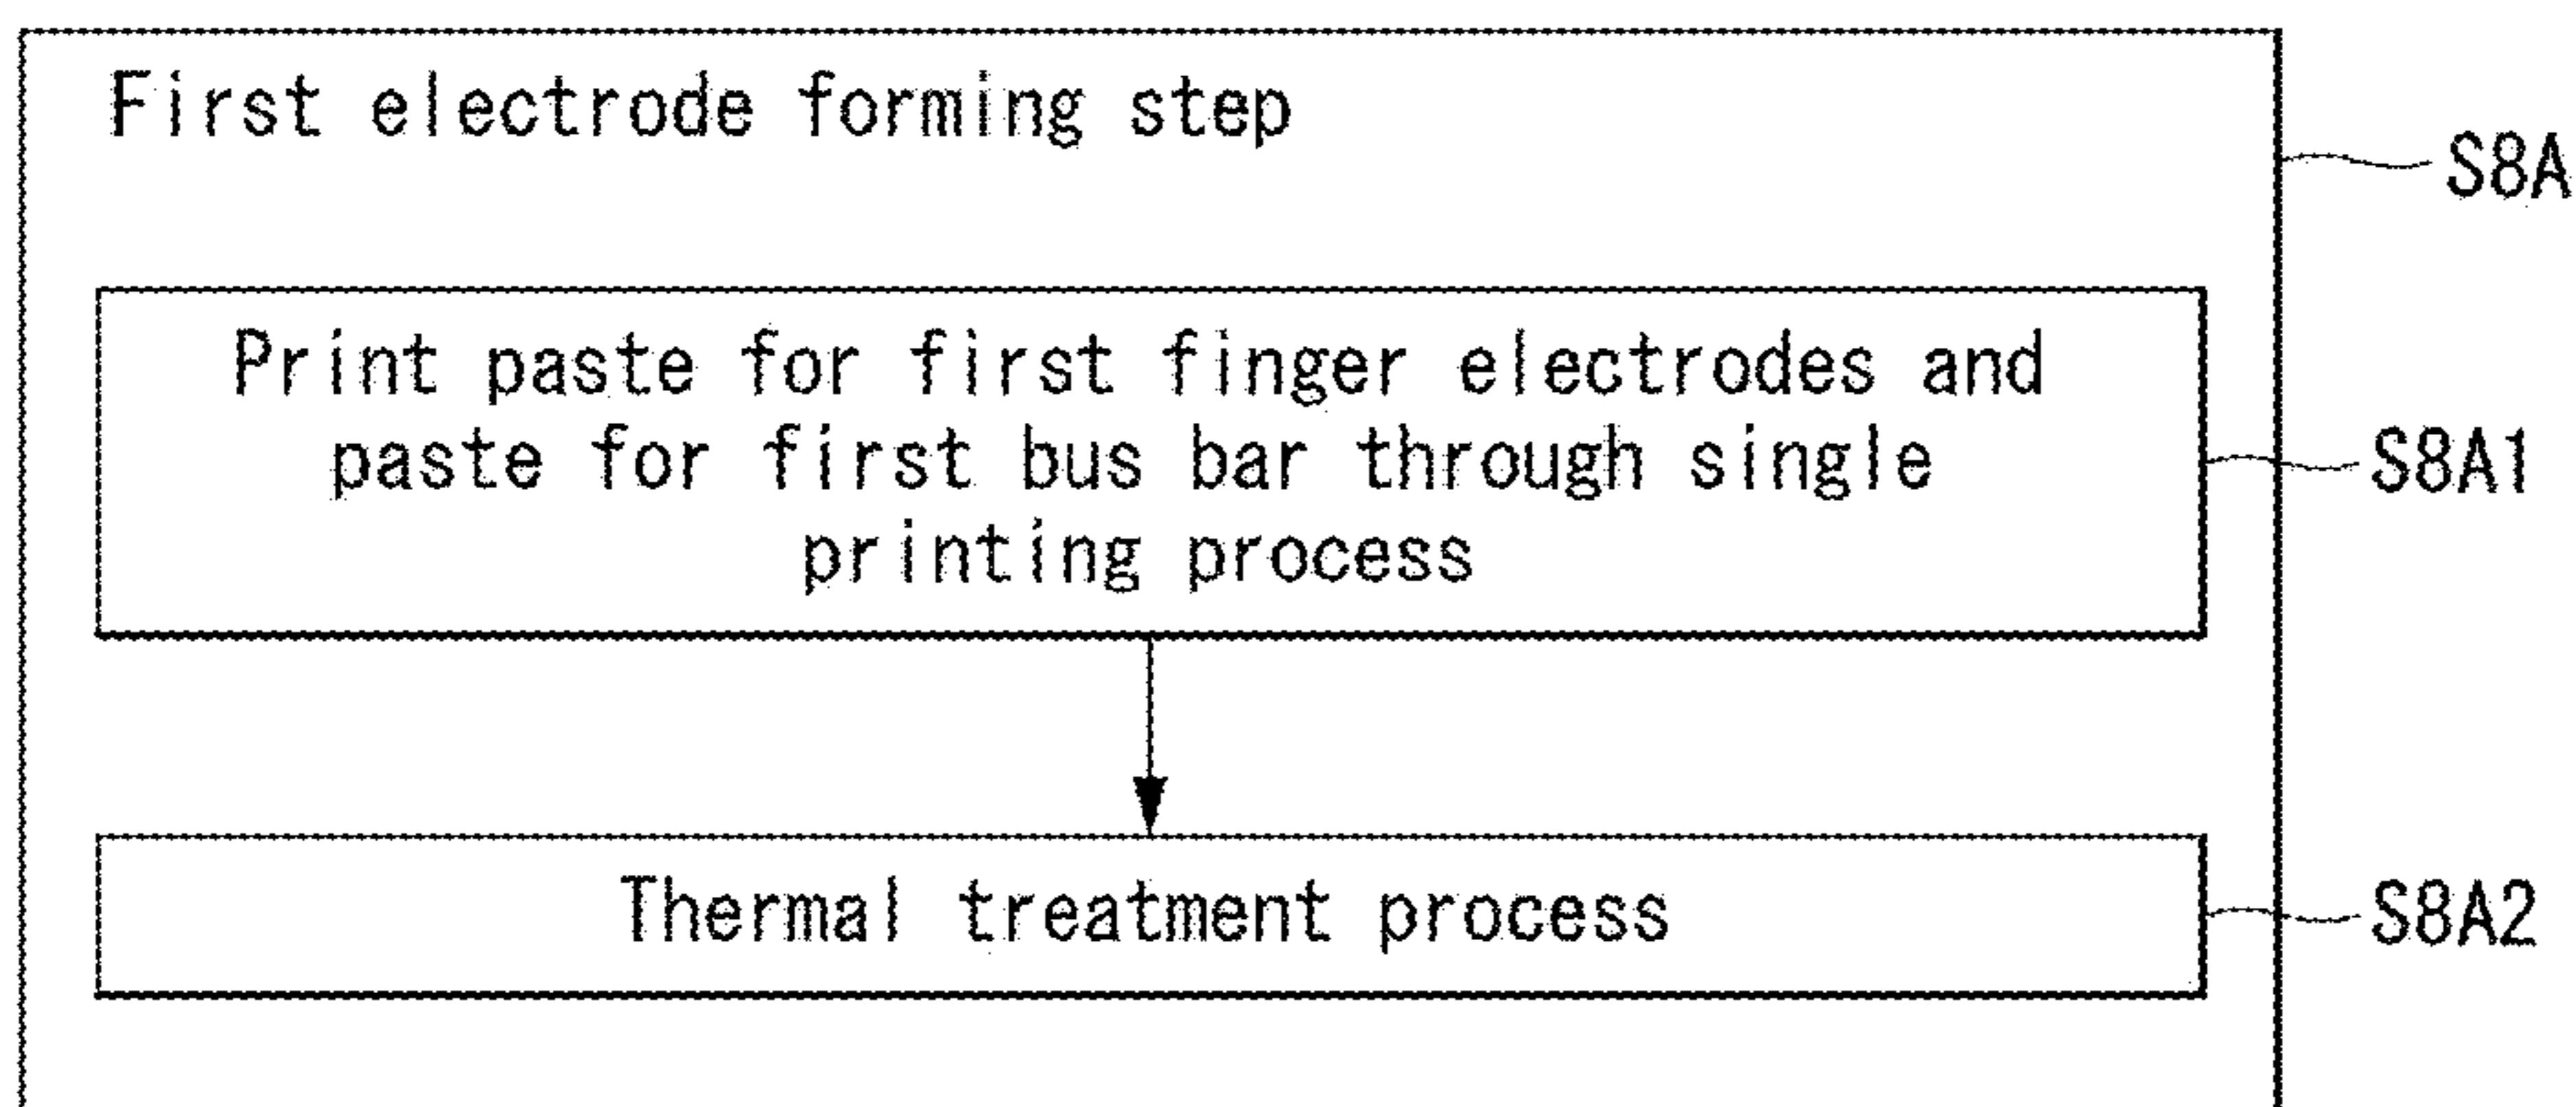 First electrode forming step
S8A
Print paste for first finger electrodes and
paste for first bus bar through single
printing process
S8A1
Thermal treatment process
S8A2